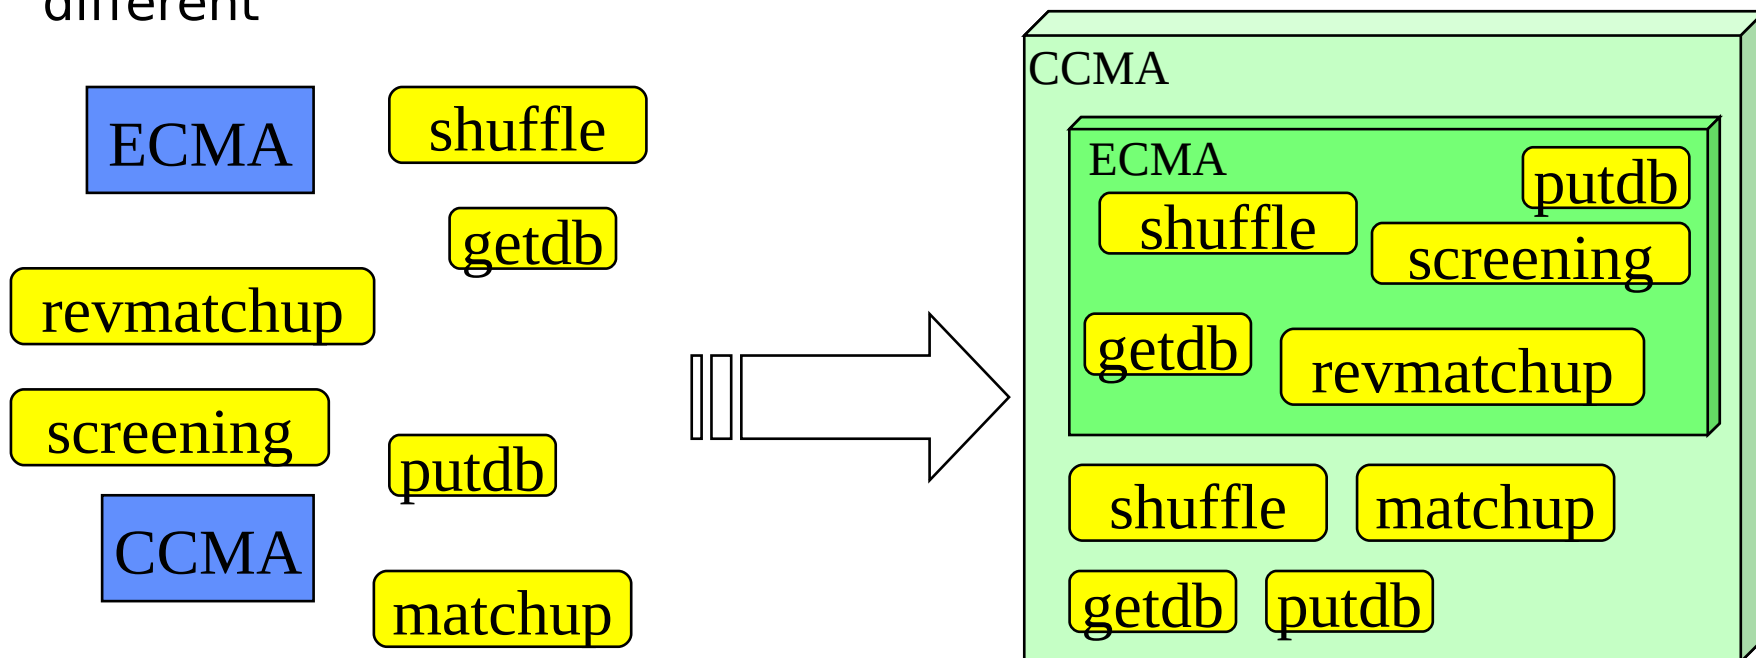 different
ECMA
shuffle
getdb
revmatchup
screening
putdb
CCMA
matchup
CCMA
ECMA
putdb
shuffle
screening
getdb
revmatchup
shuffle
matchup
getdb
putdb